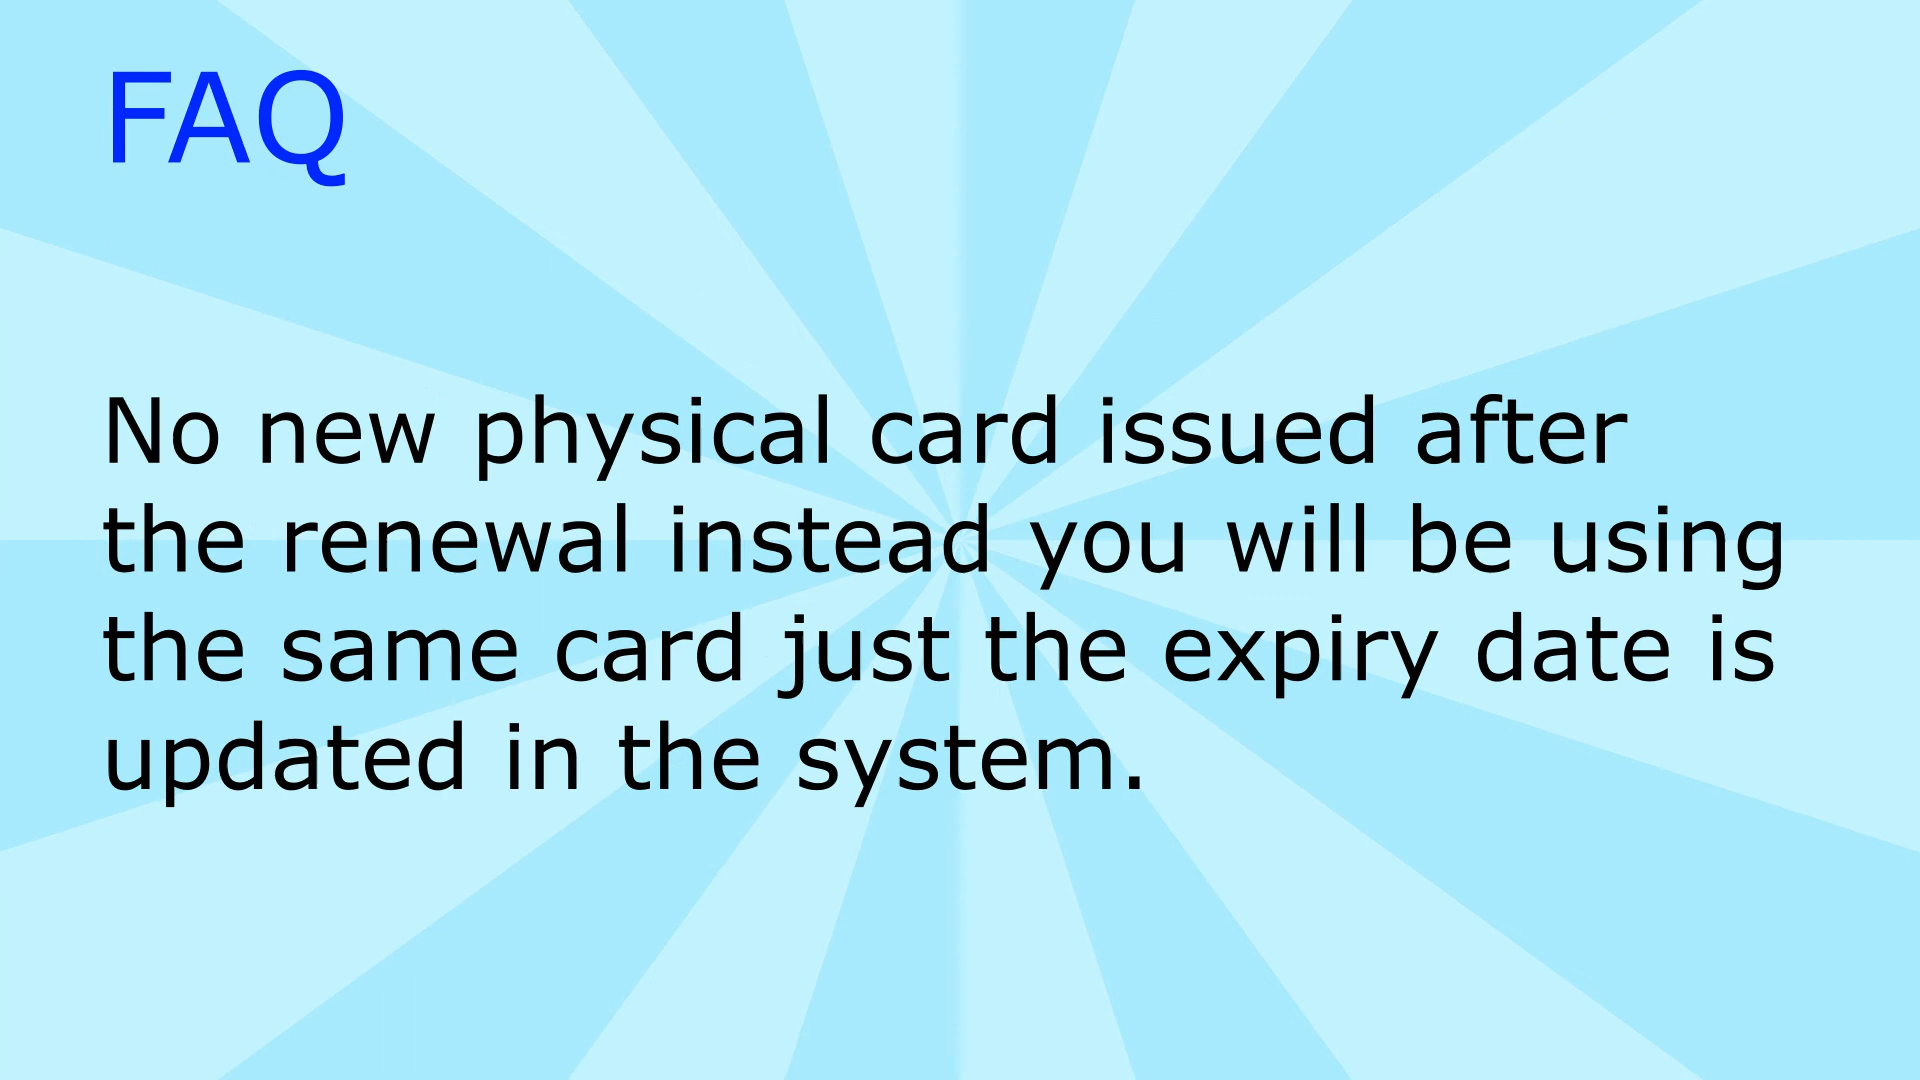 FAQ
No new physical card issued after
the renewal instead you will be using
the same card just the expiry date is
updated in the system.